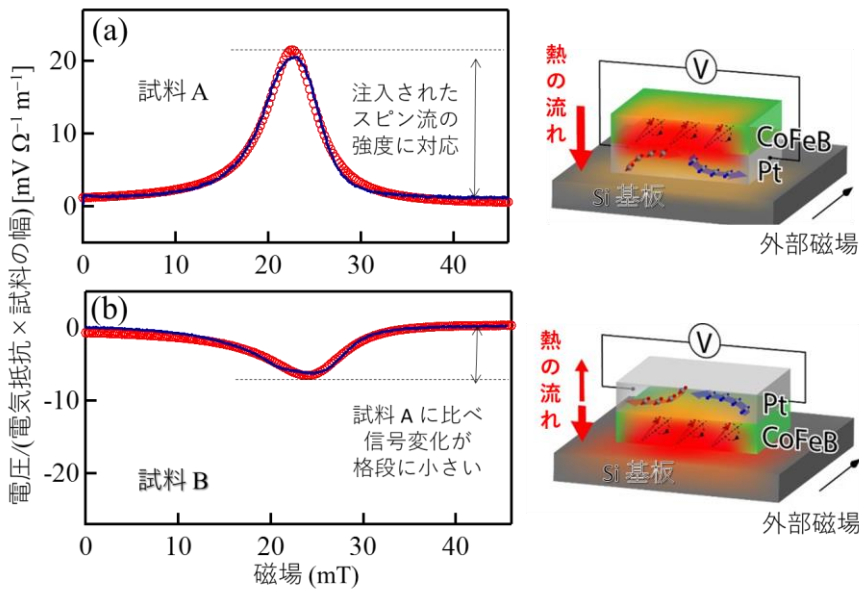 電圧/(電気抵抗 × 試料の幅) [mV Ω⁻¹ m⁻¹]
(a)
試料 A
注入された
スピン流の
強度に対応
20
10
0
0 10 20 30 40
熱の流れ
V
CoFeB
Pt
Si 基板
外部磁場
(b)
試料 A に比べ
信号変化が
格段に小さい
試料 B
0
-10
-20
0 10 20 30 40
磁場 (mT)
熱の流れ
V
Pt
CoFeB
Si 基板
外部磁場